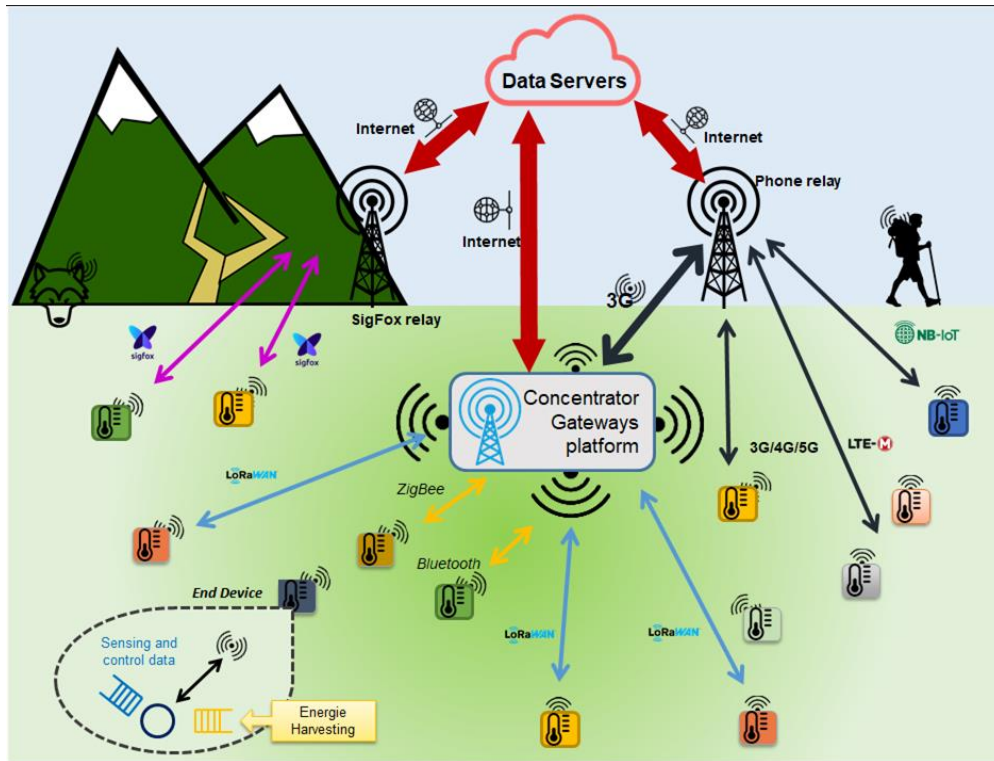 Data Servers
Internet
Internet
Phone relay
Internet
3G
SigFox relay
sigfox
sigfox
NB-IoT
Concentrator
Gateways
platform
3G/4G/5G
LTE-M
LoRaWAN
ZigBee
Bluetooth
End Device
Sensing and
control data
LoRaWAN
LoRaWAN
Energie
Harvesting